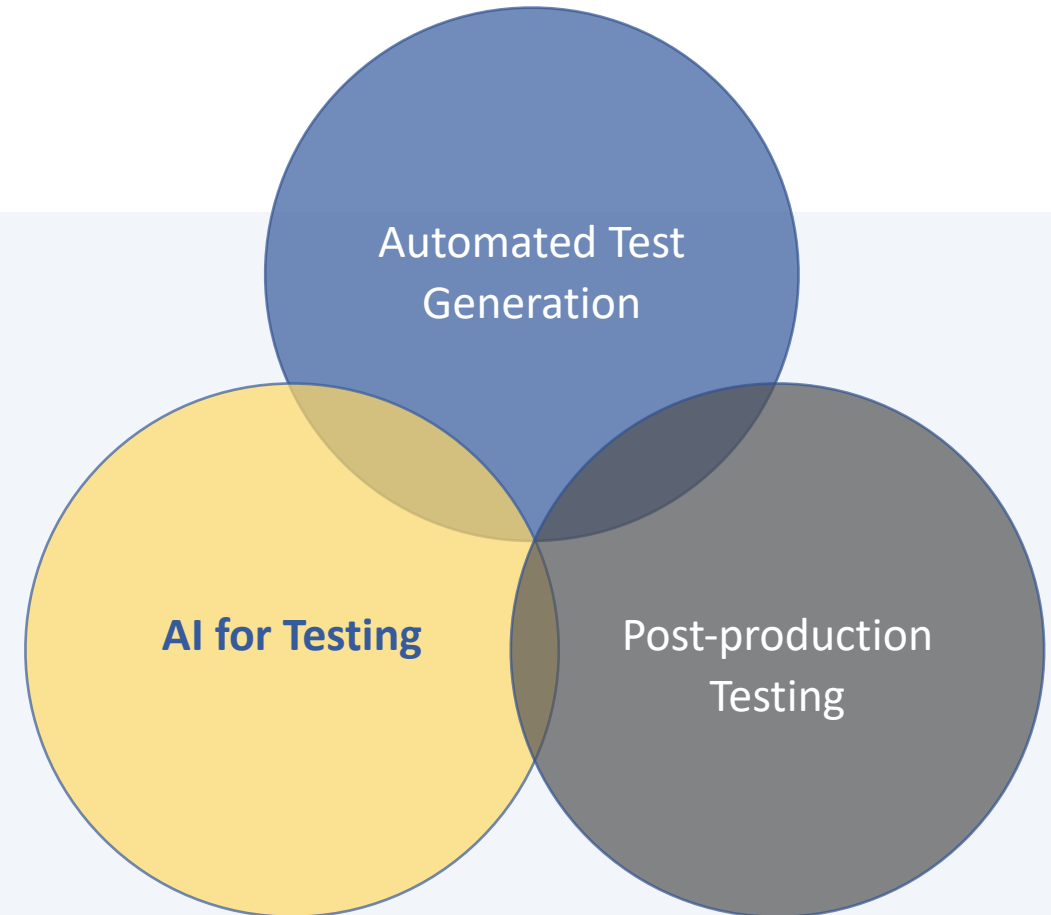 Automated Test
Generation
AI for Testing
Post-production
Testing